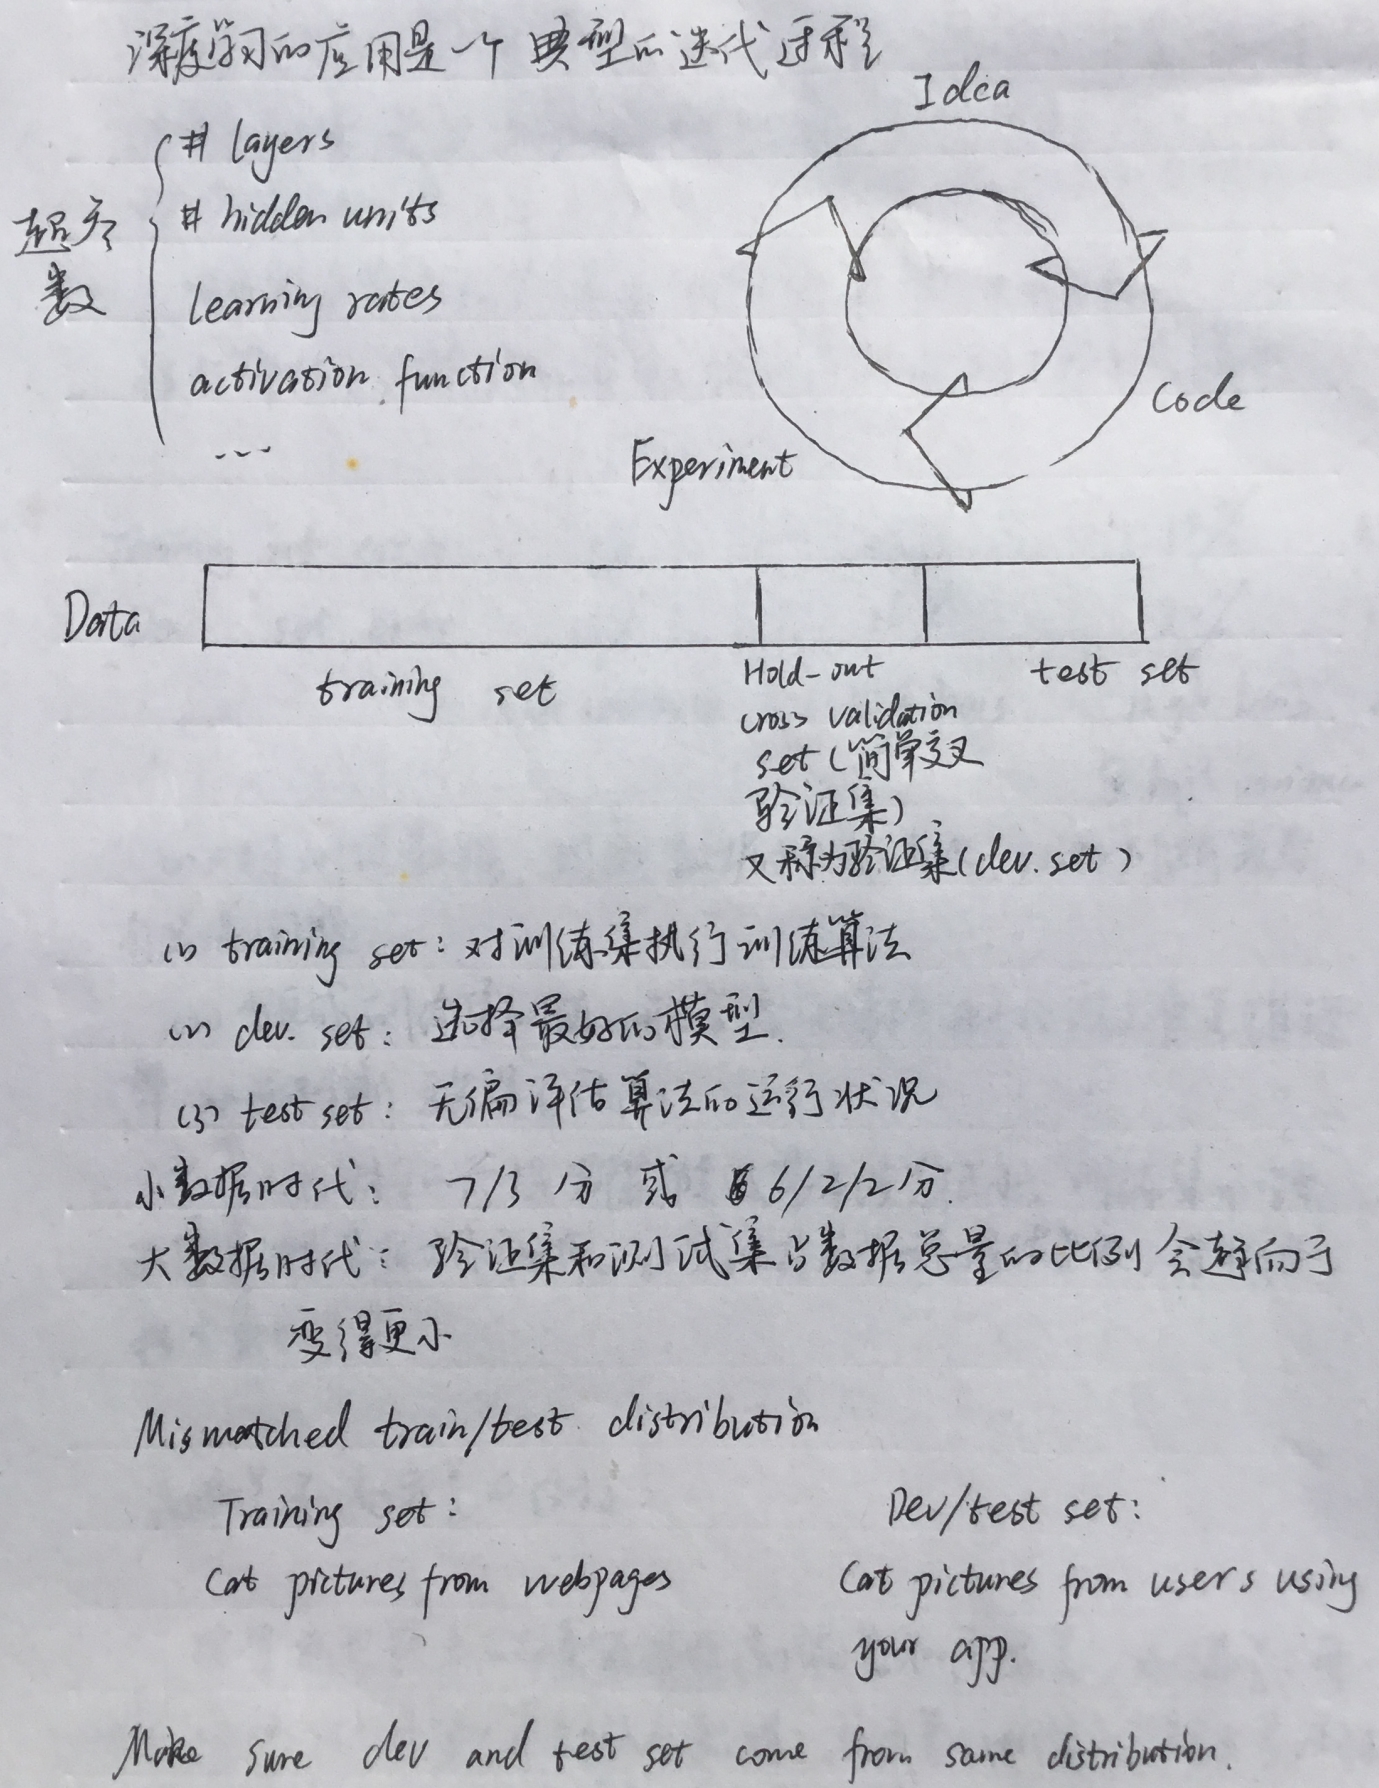 深度学习的应用是一个典型的迭代过程
Idea
# layers
# hidden units
超参
数
learning rates
activation function
...
Code
Experiment
Data
training set
Hold-out
cross validation
set (简单交叉
验证集)
又称为验证集(dev.set)
test set
(1) training set: 对训练集执行训练算法
(2) dev. set: 选择最好的模型.
(3) test set: 无偏评估算法的运行状况
小数据时代: 7/3 分 或 6/2/2分.
大数据时代: 验证集和测试集占数据总量的比例会趋向于
变得更小
Mismatched train/test distribution
Training set:
Cat pictures from webpages
Dev/test set:
Cat pictures from users using
your app.
Make sure dev and test set come from same distribution.